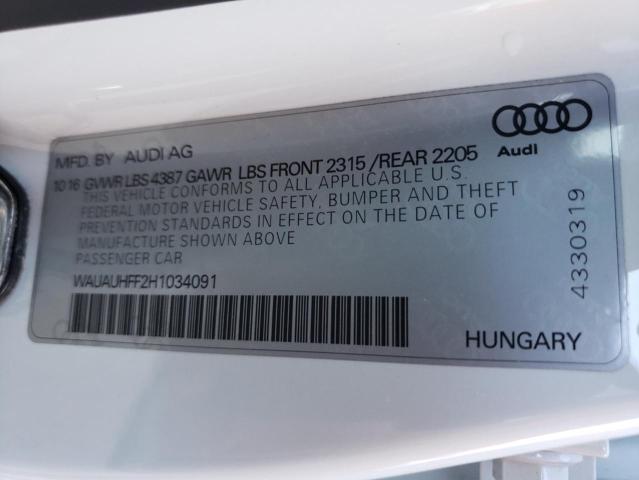 MFD. BY AUDI AG
10 16 GVWR LBS 4387 GAWR LBS FRONT 2315 / REAR 2205
THIS VEHICLE CONFORMS TO ALL APPLICABLE U.S.
FEDERAL MOTOR VEHICLE SAFETY, BUMPER AND THEFT
PREVENTION STANDARDS IN EFFECT ON THE DATE OF
MANUFACTURE SHOWN ABOVE
PASSENGER CAR
WAUAUHFF2H1034091
Audi
4330319
HUNGARY